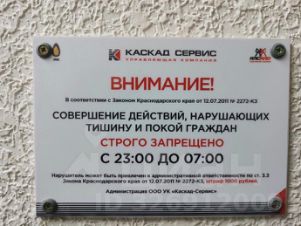 КАСКАД СЕРВИС
УПРАВЛЯЮЩАЯ КОМПАНИЯ
ВНИМАНИЕ!
В соответствии с Законом Краснодарского края от 12.07.2011 № 2272-КЗ
СОВЕРШЕНИЕ ДЕЙСТВИЙ, НАРУШАЮЩИХ
ТИШИНУ И ПОКОЙ ГРАЖДАН
СТРОГО ЗАПРЕЩЕНО
С 23:00 ДО 07:00
Нарушитель может быть привлечен к административной ответственности по ст. 3.3
Закона Краснодарского края от 12.07.2011 № 2272-КЗ, штраф
Администрация ООО УК «Каскад-Сервис»